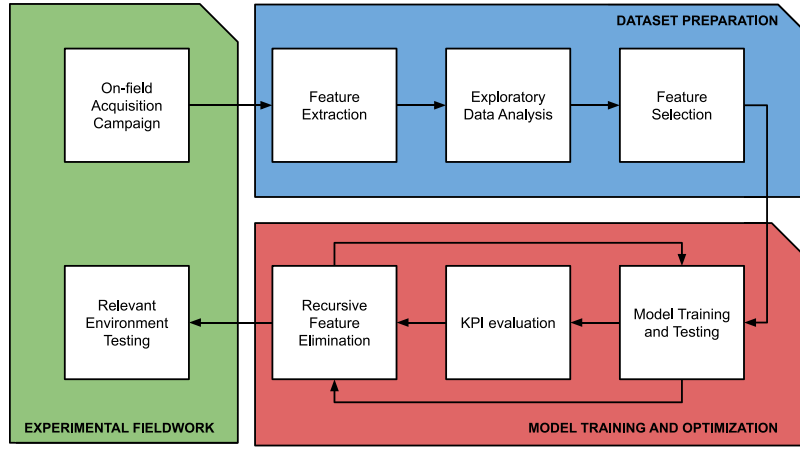 DATASET PREPARATION
On-field
Acquisition
Campaign
Feature
Extraction
Exploratory
Data Analysis
Feature
Selection
Relevant
Environment
Testing
Recursive
Feature
Elimination
KPI evaluation
Model Training
and Testing
EXPERIMENTAL FIELDWORK
MODEL TRAINING AND OPTIMIZATION